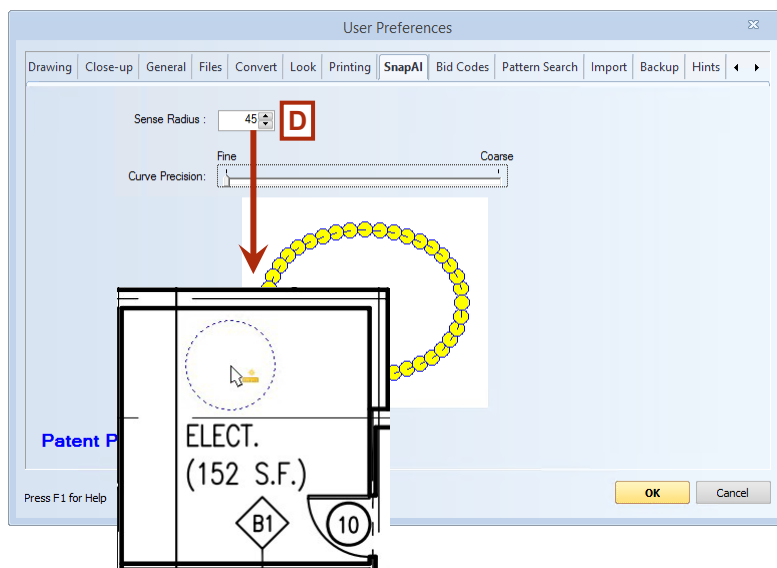 User Preferences
Drawing Close-up General Files Convert Look Printing SnapAI Bid Codes Pattern Search Import Backup Hints
Sense Radius : 45 D
Fine Coarse
Curve Precision:
Patent P
ELECT.
(152 S.F.)
B1 10
Press F1 for Help OK Cancel